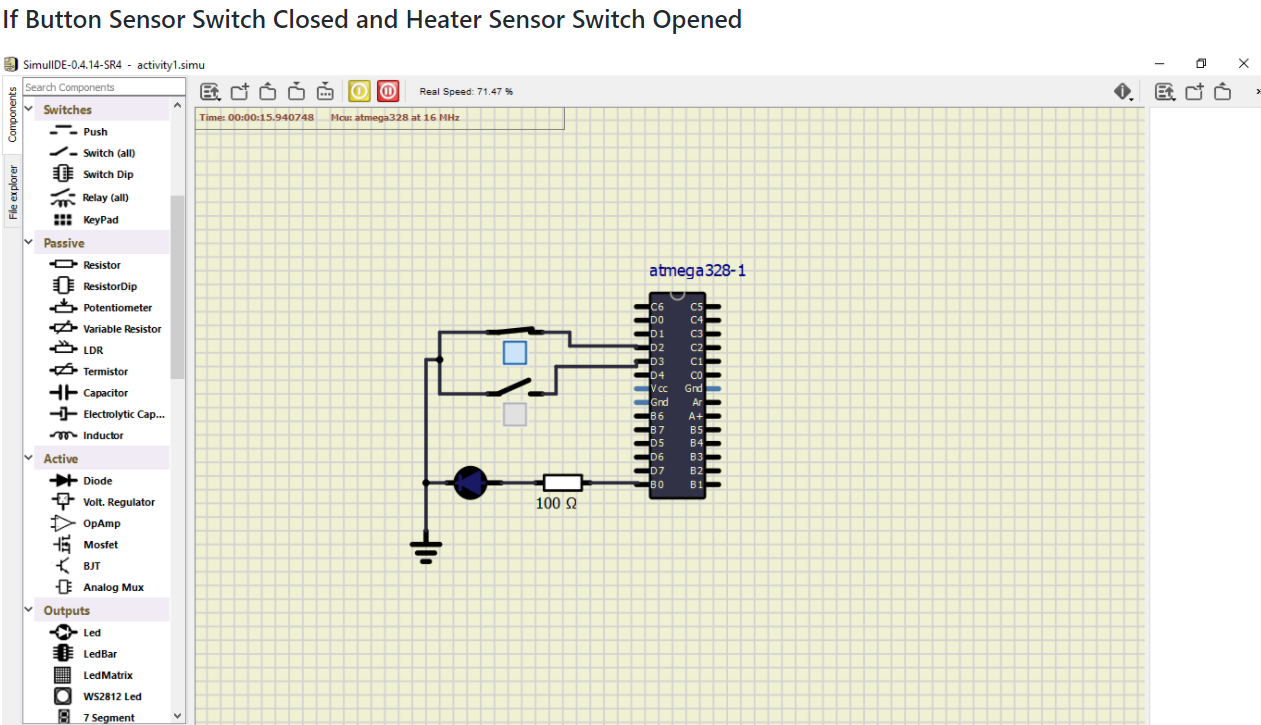 If Button Sensor Switch Closed and Heater Sensor Switch Opened
SimulIDE-0.4.14-SR4 - activity1.simu
Components
File explorer
Search Components
Switches
Push
Switch (all)
Switch Dip
Relay (all)
KeyPad
Passive
Resistor
ResistorDip
Potentiometer
Variable Resistor
LDR
Termistor
Capacitor
Electrolytic Cap...
Inductor
Active
Diode
Volt. Regulator
OpAmp
Mosfet
BJT
Analog Mux
Outputs
Led
LedBar
LedMatrix
WS2812 Led
7 Segment
Real Speed: 71.47 %
Time: 00:00:15.940748 Mcu: atmega328 at 16 MHz
atmega328-1
C6 C5
D0 C4
D1 C3
D2 C2
D3 C1
D4 C0
Vcc Gnd
Gnd Ar
B6 A+
B7 B5
D5 B4
D6 B3
D7 B2
B0 B1
100 Ω